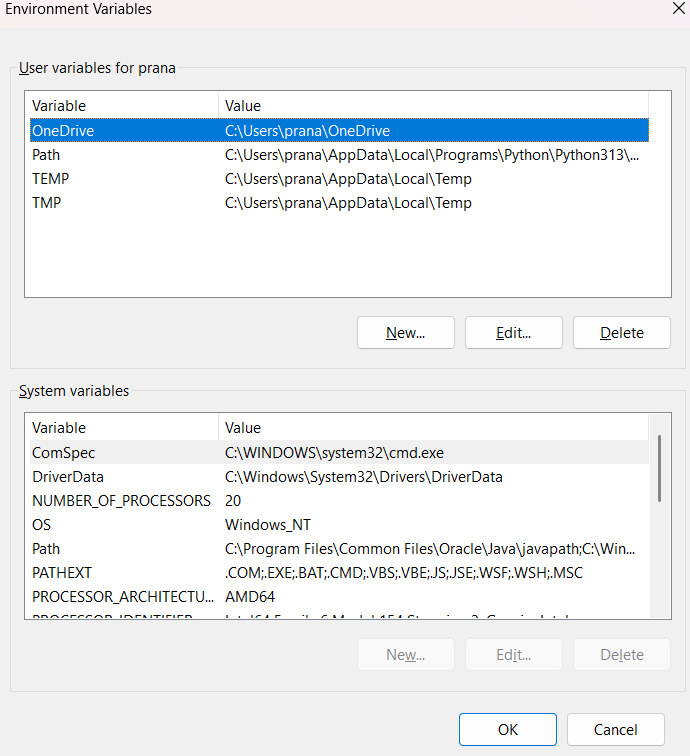 Environment Variables
User variables for prana
Variable Value
OneDrive C:\Users\prana\OneDrive
Path C:\Users\prana\AppData\Local\Programs\Python\Python313\...
TEMP C:\Users\prana\AppData\Local\Temp
TMP C:\Users\prana\AppData\Local\Temp
New... Edit... Delete
System variables
Variable Value
ComSpec C:\WINDOWS\system32\cmd.exe
DriverData C:\Windows\System32\Drivers\DriverData
NUMBER_OF_PROCESSORS 20
OS Windows_NT
Path C:\Program Files\Common Files\Oracle\Java\javapath;C:\Win...
PATHEXT .COM;.EXE;.BAT;.CMD;.VBS;.VBE;.JS;.JSE;.WSF;.WSH;.MSC
PROCESSOR_ARCHITECTU... AMD64
PROCESSOR_IDENTIFIER
New... Edit... Delete
OK Cancel